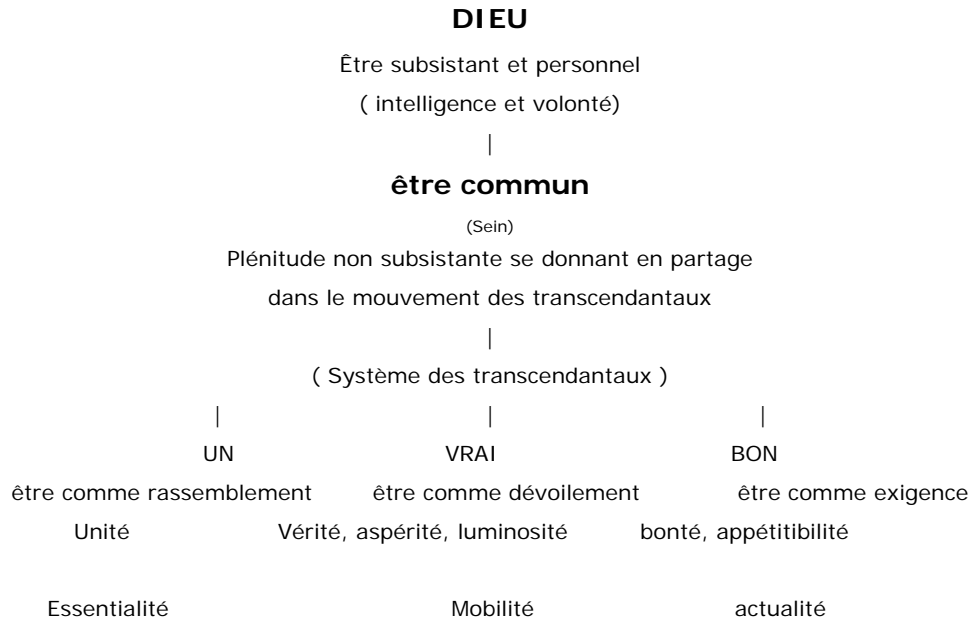 DIEU
Être subsistant et personnel
( intelligence et volonté)
|
être commun
(Sein)
Plénitude non subsistante se donnant en partage
dans le mouvement des transcendantaux
|
( Système des transcendantaux )
| | |
UN VRAI BON
être comme rassemblement être comme dévoilement être comme exigence
Unité Vérité, aspérité, luminosité bonté, appétitibilité
Essentialité Mobilité actualité